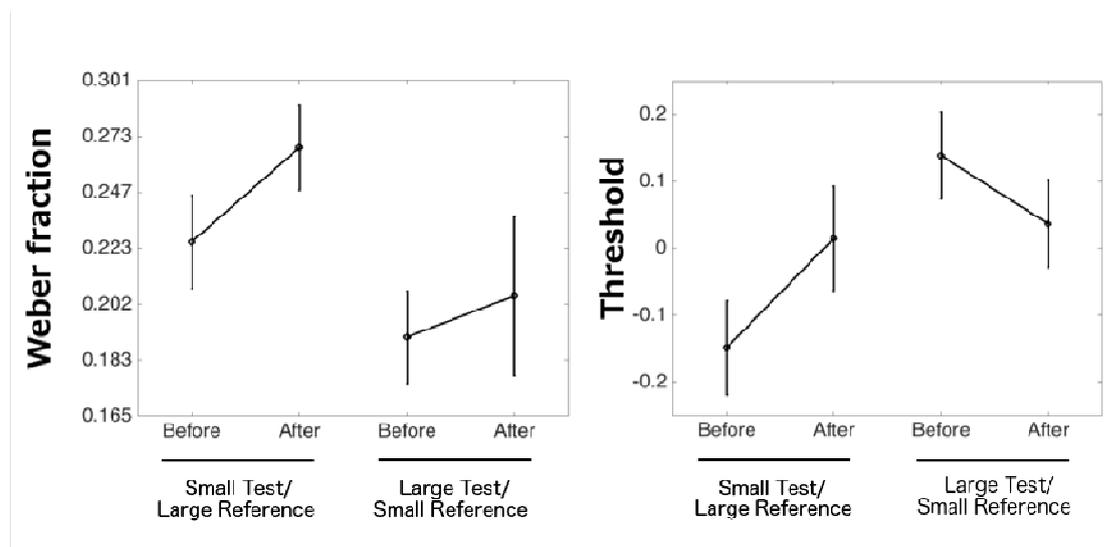 Weber fraction
0.301
0.273
0.247
0.223
0.202
0.183
0.165
Before After Before After
Small Test/
Large Reference
Large Test/
Small Reference
Threshold
0.2
0.1
0
-0.1
-0.2
Before After Before After
Small Test/
Large Reference
Large Test/
Small Reference